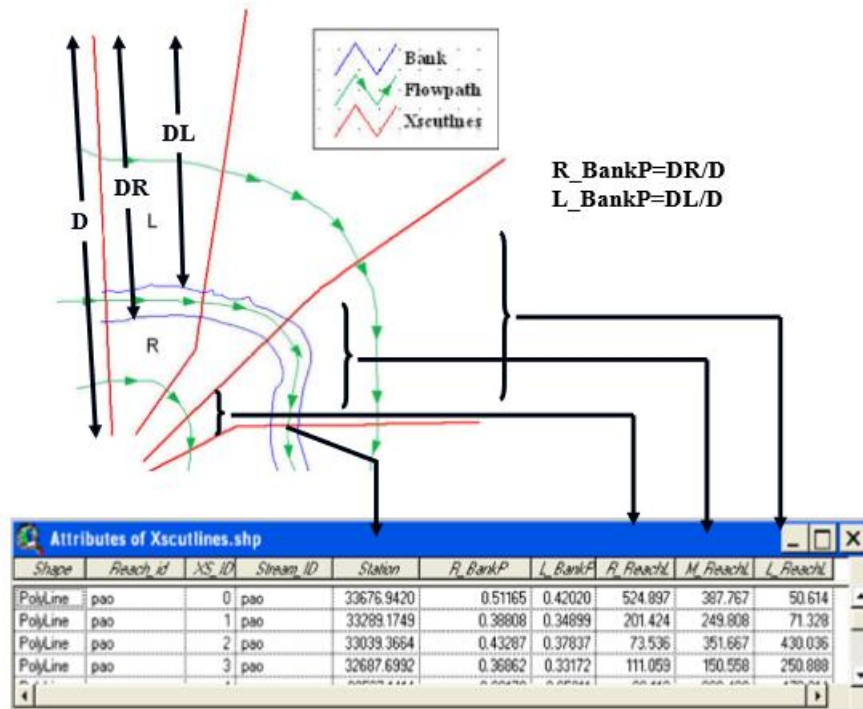 Bank
Flowpath
Xscutlines
DL
DR
D
L
R
R_BankP=DR/D
L_BankP=DL/D
Attributes of Xscutlines.shp
Shape Reach_id XS_ID Stream_ID Station R_BankP L_BankP R_ReachL M_ReachL L_ReachL
PolyLine pao 0 pao 33676.9420 0.51165 0.42020 524.897 387.767 50.614
PolyLine pao 1 pao 33289.1749 0.38808 0.34899 201.424 249.808 71.328
PolyLine pao 2 pao 33039.3664 0.43287 0.37837 73.536 351.667 430.036
PolyLine pao 3 pao 32687.6992 0.36862 0.33172 111.059 150.558 250.888